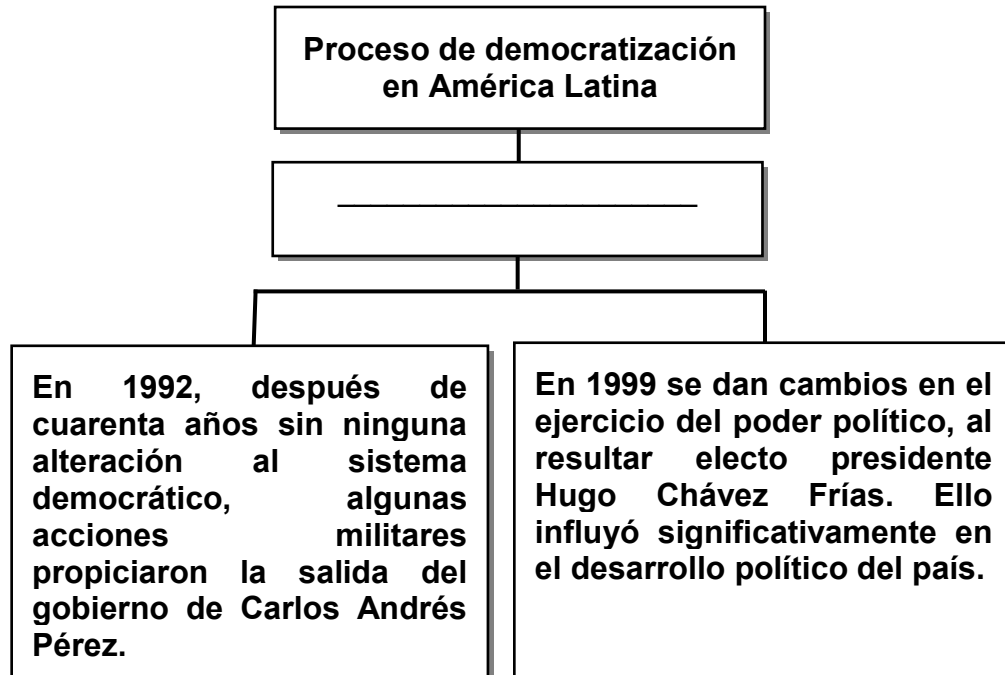 Proceso de democratización
en América Latina
En 1992, después de
cuarenta años sin ninguna
alteración al sistema
democrático, algunas
acciones militares
propiciaron la salida del
gobierno de Carlos Andrés
Pérez.
En 1999 se dan cambios en el
ejercicio del poder político, al
resultar electo presidente
Hugo Chávez Frías. Ello
influyó significativamente en
el desarrollo político del país.